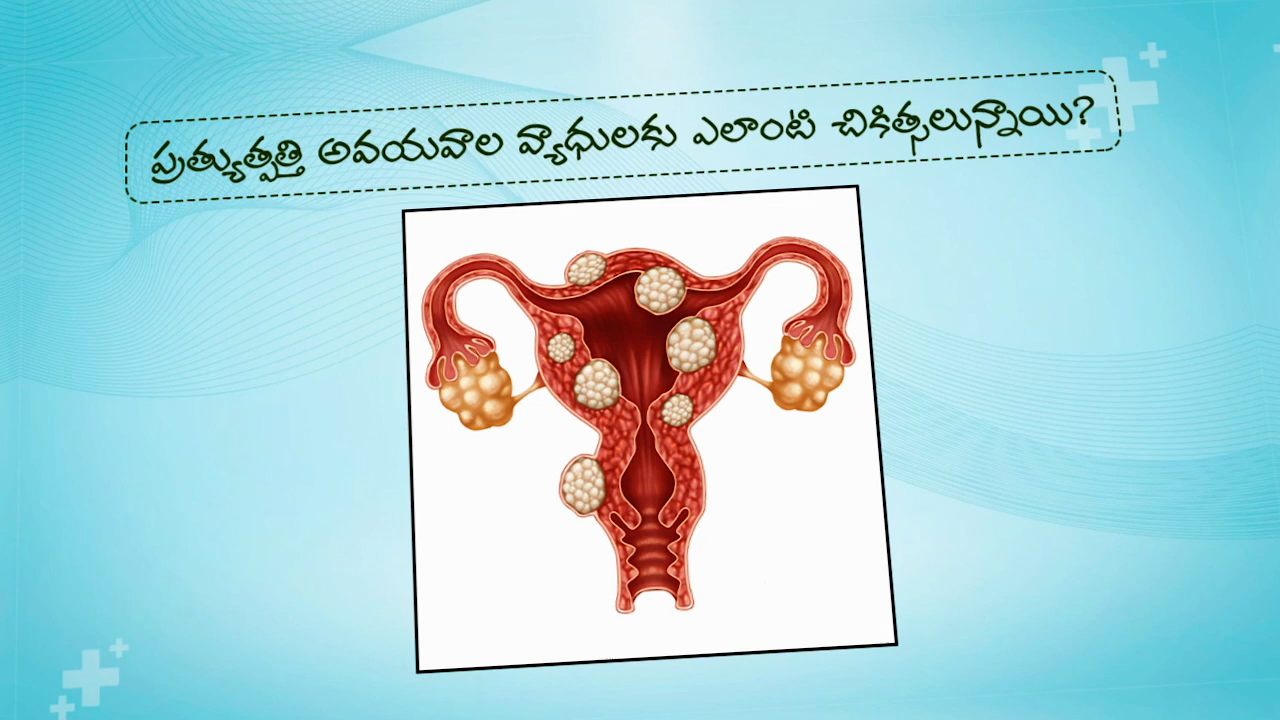 ప్రత్యుత్పత్తి అవయవాల వ్యాధులకు ఎలాంటి చికిత్సలున్నాయి?